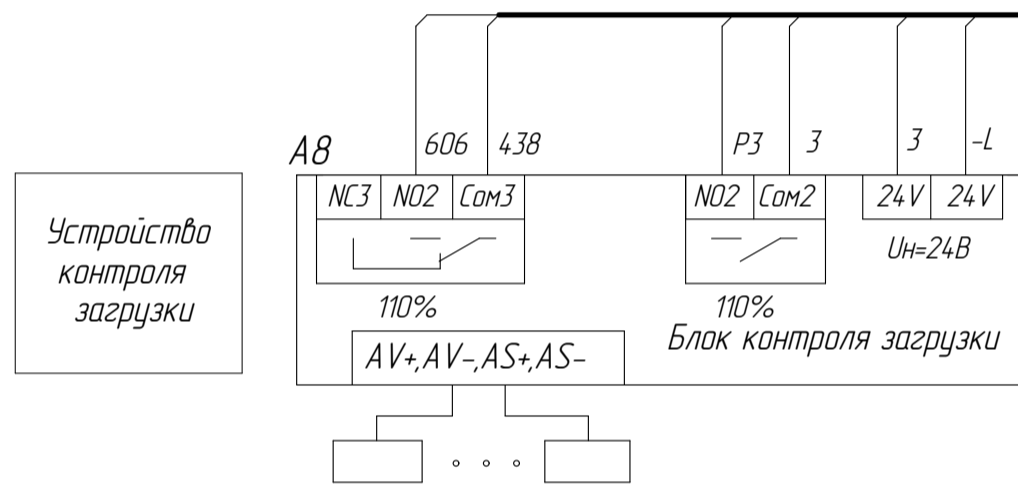 606 438 P3 3 3 -L
A8
NC3 NO2 Com3 NO2 Com2 24V 24V
Устройство
контроля
загрузки
Uн=24В
110% 110%
Блок контроля загрузки
AV+,AV-,AS+,AS-